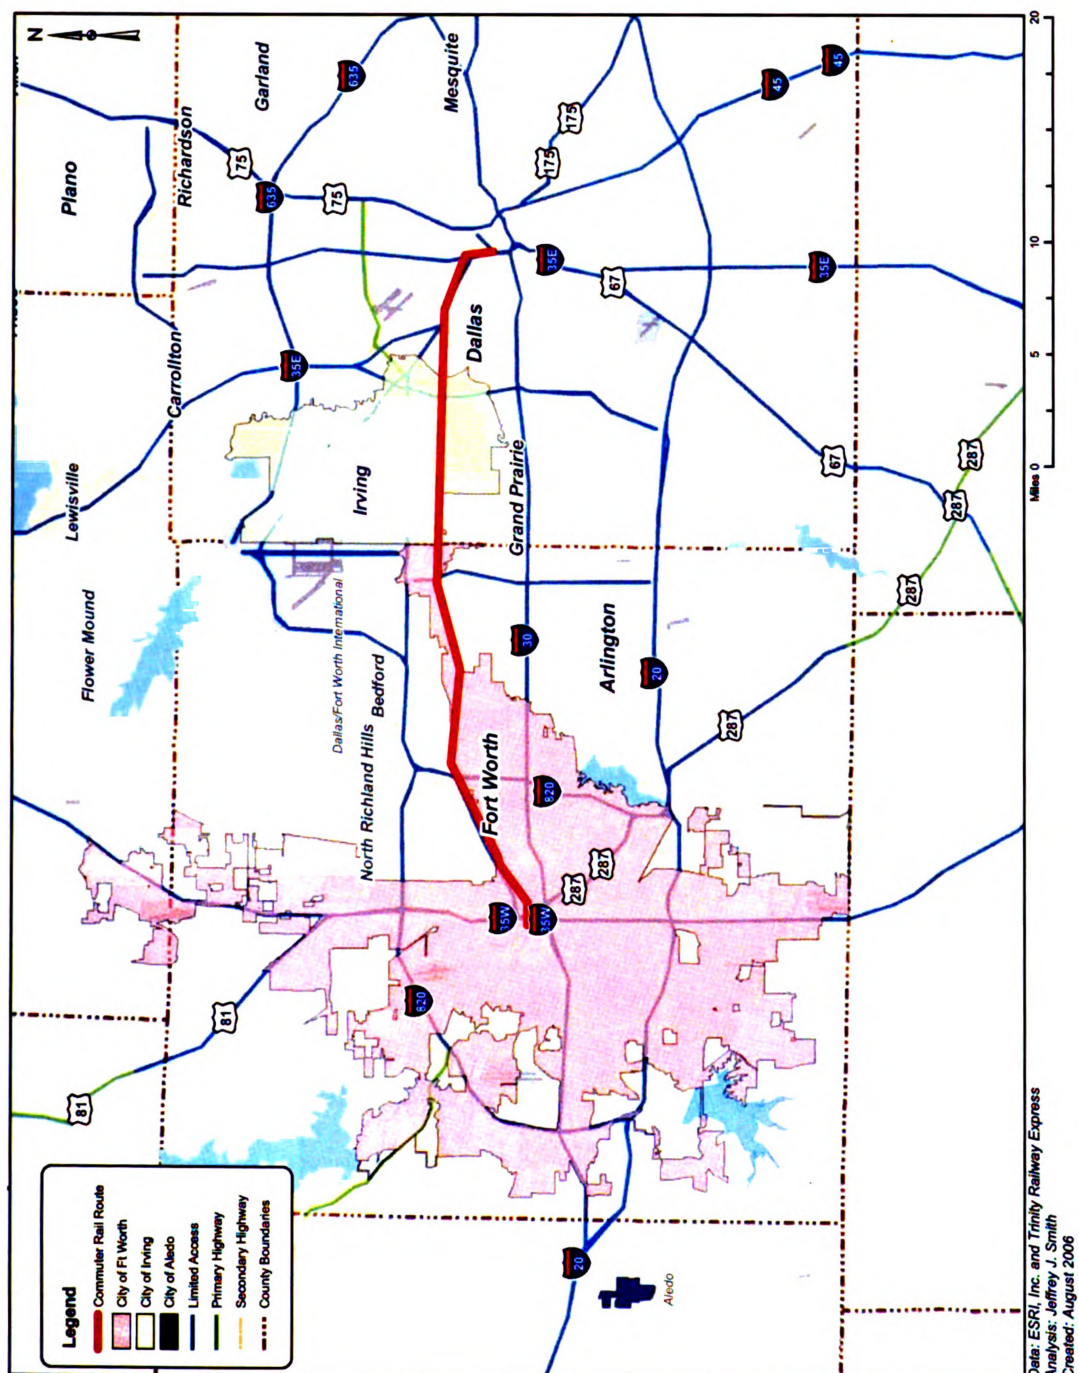 N
Plano
Richardson
Garland
Mesquite
Lewisville
Carrollton
Flower Mound
Irving
Dallas
Grand Prairie
Dallas/Fort Worth International
Bedford
North Richland Hills
Fort Worth
Arlington
Aledo
635
635
75
75
175
175
45
45
35E
35E
35E
67
67
287
287
287
287
287
287
30
20
820
820
35W
35W
81
81
20
Legend
Commuter Rail Route
City of Ft Worth
City of Irving
City of Aledo
Limited Access
Primary Highway
Secondary Highway
County Boundaries
Miles 0 5 10 20
Data: ESRI, Inc. and Trinity Railway Express
Analysis: Jeffrey J. Smith
Created: August 2006